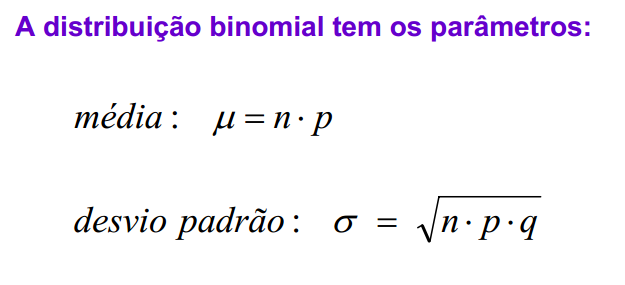 A distribuição binomial tem os parâmetros:
média : μ = n · p
desvio padrão : σ = √n · p · q